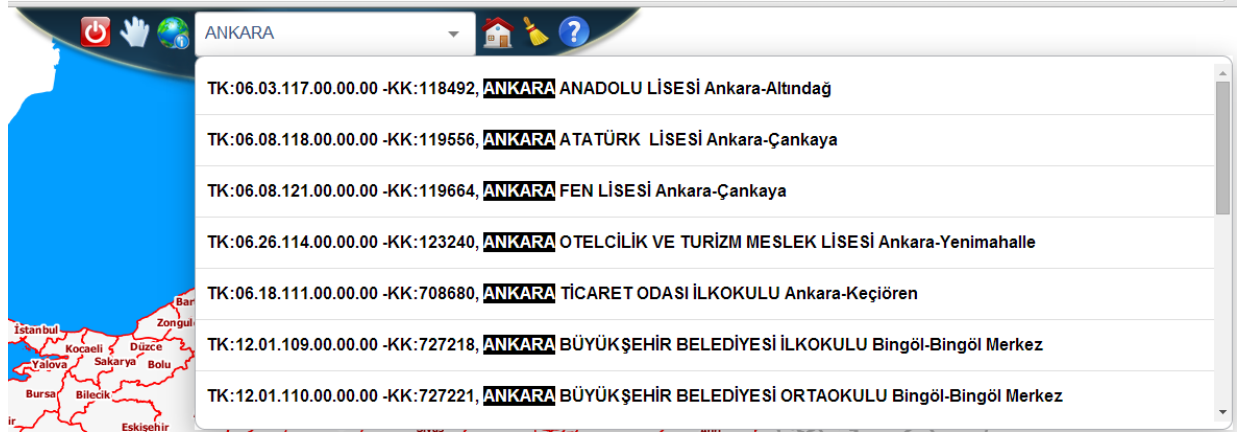 ANKARA
TK:06.03.117.00.00.00 -KK:118492, ANKARA ANADOLU LİSESİ Ankara-Altındağ
TK:06.08.118.00.00.00 -KK:119556, ANKARA ATATÜRK LİSESİ Ankara-Çankaya
TK:06.08.121.00.00.00 -KK:119664, ANKARA FEN LİSESİ Ankara-Çankaya
TK:06.26.114.00.00.00 -KK:123240, ANKARA OTELCİLİK VE TURİZM MESLEK LİSESİ Ankara-Yenimahalle
TK:06.18.111.00.00.00 -KK:708680, ANKARA TİCARET ODASI İLKOKULU Ankara-Keçiören
TK:12.01.109.00.00.00 -KK:727218, ANKARA BÜYÜKŞEHİR BELEDİYESİ İLKOKULU Bingöl-Bingöl Merkez
TK:12.01.110.00.00.00 -KK:727221, ANKARA BÜYÜKŞEHİR BELEDİYESİ ORTAOKULU Bingöl-Bingöl Merkez
Bar
Zongul
İstanbul
Kocaeli
Düzce
Yalova
Sakarya
Bolu
Bursa
Bilecik
Eskişehir